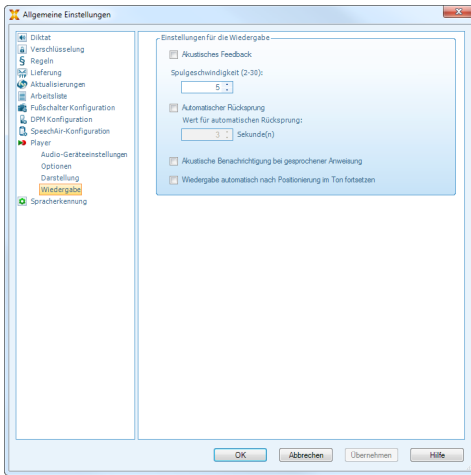 Allgemeine Einstellungen
Diktat
Verschlüsselung
Regeln
Lieferung
Aktualisierungen
Arbeitsliste
Fußschalter Konfiguration
DPM Konfiguration
SpeechAir-Konfiguration
Player
Audio-Geräteeinstellungen
Optionen
Darstellung
Wiedergabe
Spracherkennung
Einstellungen für die Wiedergabe
Akustisches Feedback
Spulgeschwindigkeit (2-30):
5
Automatischer Rücksprung
Wert für automatischen Rücksprung:
3 Sekunde(n)
Akustische Benachrichtigung bei gesprochener Anweisung
Wiedergabe automatisch nach Positionierung im Ton fortsetzen
OK Abbrechen Übernehmen Hilfe